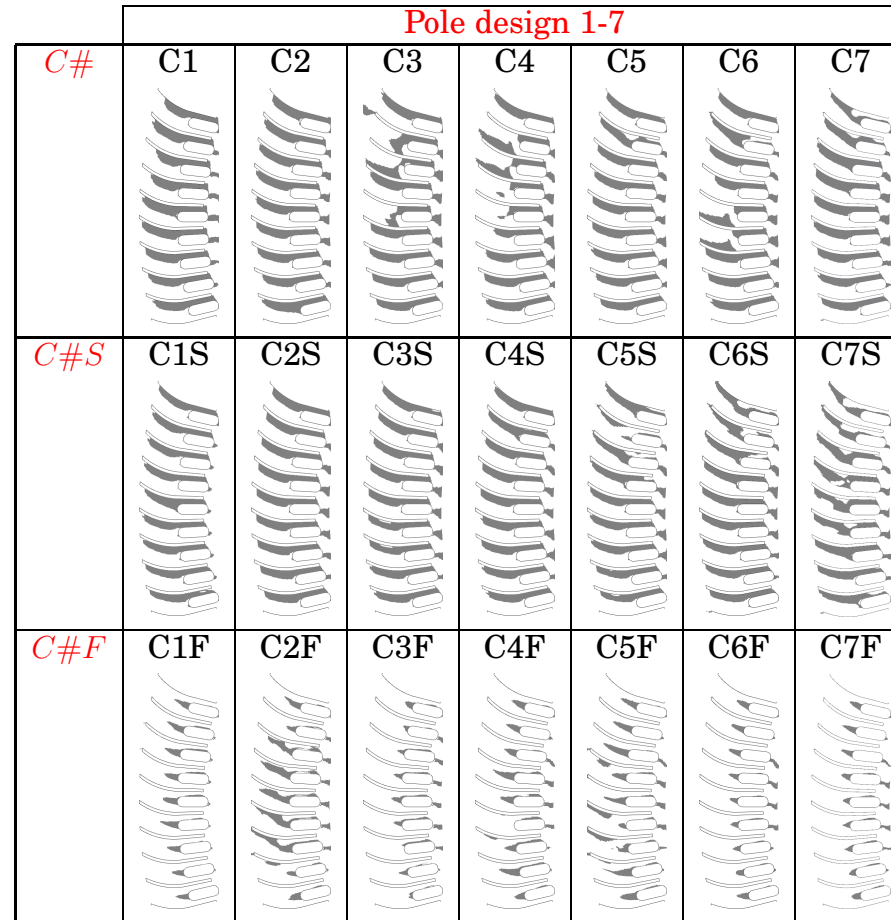 Pole design 1-7
C# C1 C2 C3 C4 C5 C6 C7
C#S C1S C2S C3S C4S C5S C6S C7S
C#F C1F C2F C3F C4F C5F C6F C7F